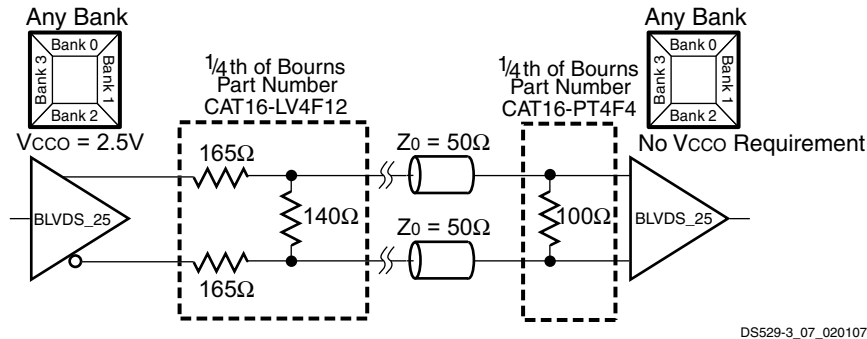 Any Bank
Bank 0
Bank 3
Bank 1
Bank 2
VCCO = 2.5V
1/4th of Bourns
Part Number
CAT16-LV4F12
1/4th of Bourns
Part Number
CAT16-PT4F4
Any Bank
Bank 0
Bank 3
Bank 1
Bank 2
No VCCO Requirement
165Ω
Z0 = 50Ω
BLVDS_25
140Ω
100Ω
BLVDS_25
Z0 = 50Ω
165Ω
DS529-3_07_020107